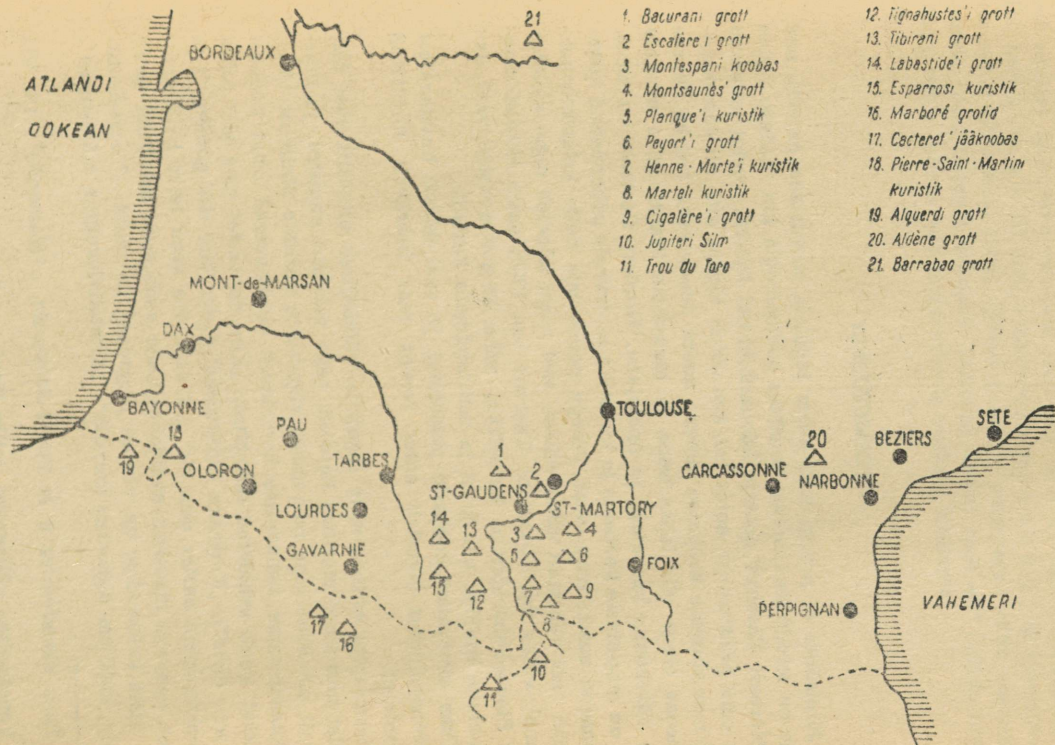 1. Bacurani grott
2 Escalère'i grott
3 Montespani koobas
4. Montsaunès' grott
5. Planque'i kuristik
6. Peyort'i grott
7 Henne-Morte'i kuristik
8. Marteli kuristik
9. Cigalère'i grott
10. Jupiteri Silm
11. Trou du Toro
12. Tignahustes'i grott
13. Tibirani grott
14. Labastide'i grott
15. Esparrosi kuristik
16. Marboré grotid
17. Casteret' jääkoobas
18. Pierre-Saint-Martini
kuristik
19. Alquerdi grott
20. Aldène grott
21. Barrabao grott
21
BORDEAUX
ATLANDI
OOKEAN
MONT-de-MARSAN
DAX
BAYONNE
TOULOUSE
SETE
PAU
18
19
OLORON
TARBES
1
2
20
BEZIERS
CARCASSONNE
NARBONNE
ST-GAUDENS
ST-MARTORY
LOURDES
14
13
3
4
GAVARNIE
5
6
FOIX
15
12
7
9
8
17
16
PERPIGNAN
VAHEMERI
10
11